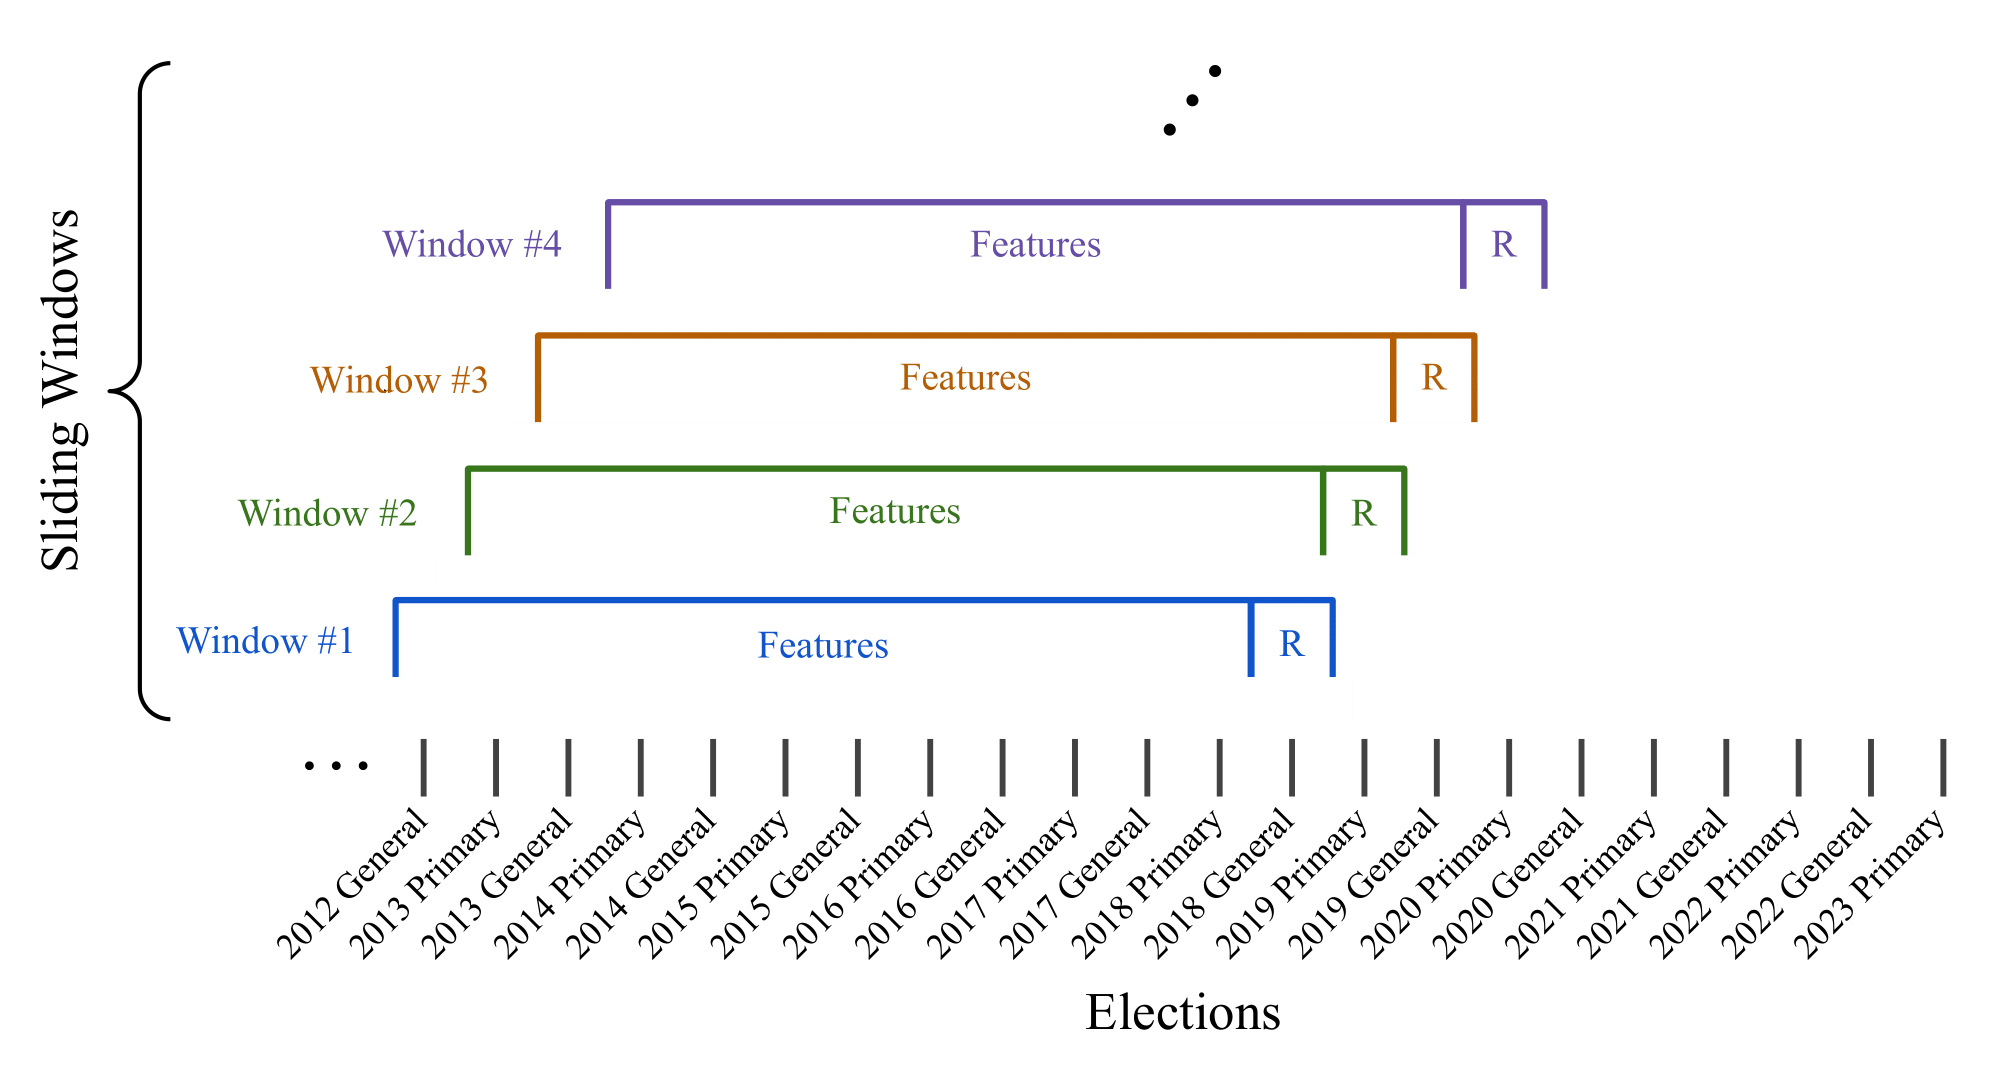 Sliding Windows
Window #4
Features
R
Window #3
Features
R
Window #2
Features
R
Window #1
Features
R
2012 General
2013 Primary
2013 General
2014 Primary
2014 General
2015 Primary
2015 General
2016 Primary
2016 General
2017 Primary
2017 General
2018 Primary
2018 General
2019 Primary
2019 General
2020 Primary
2020 General
2021 Primary
2021 General
2022 Primary
2022 General
2023 Primary
Elections